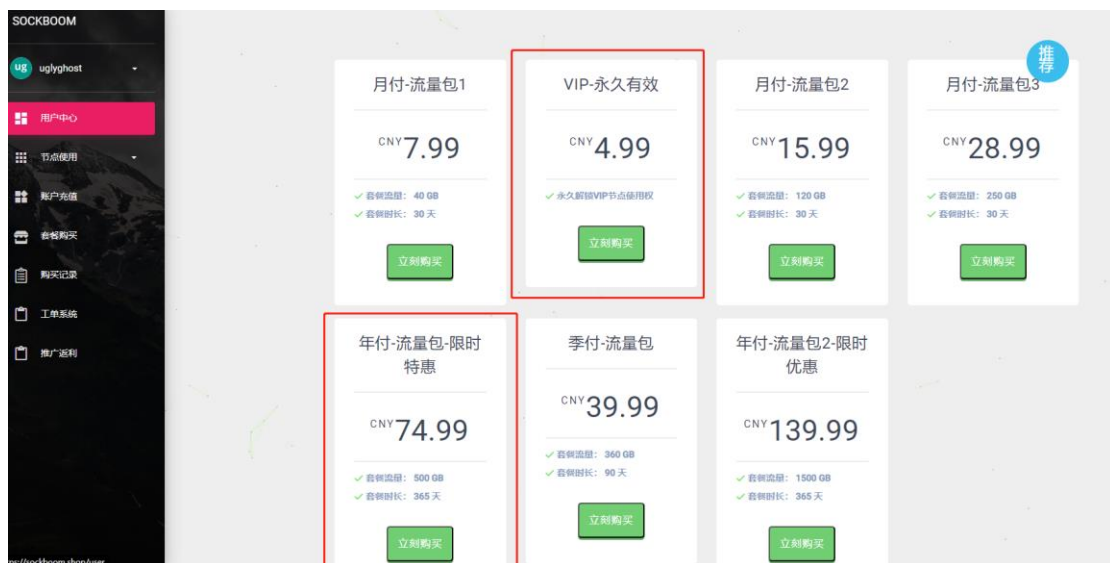 SOCKBOOM
ug uglyghost
用户中心
节点使用
账户充值
套餐购买
购买记录
工单系统
推广返利
推荐
月付-流量包1
CNY7.99
套餐流量: 40 GB
套餐时长: 30 天
立刻购买
VIP-永久有效
CNY4.99
永久解锁VIP节点使用权
立刻购买
月付-流量包2
CNY15.99
套餐流量: 120 GB
套餐时长: 30 天
立刻购买
月付-流量包3
CNY28.99
套餐流量: 250 GB
套餐时长: 30 天
立刻购买
年付-流量包-限时
特惠
CNY74.99
套餐流量: 500 GB
套餐时长: 365 天
立刻购买
季付-流量包
CNY39.99
套餐流量: 360 GB
套餐时长: 90 天
立刻购买
年付-流量包2-限时
优惠
CNY139.99
套餐流量: 1500 GB
套餐时长: 365 天
立刻购买
ps://sockboom.shop/user